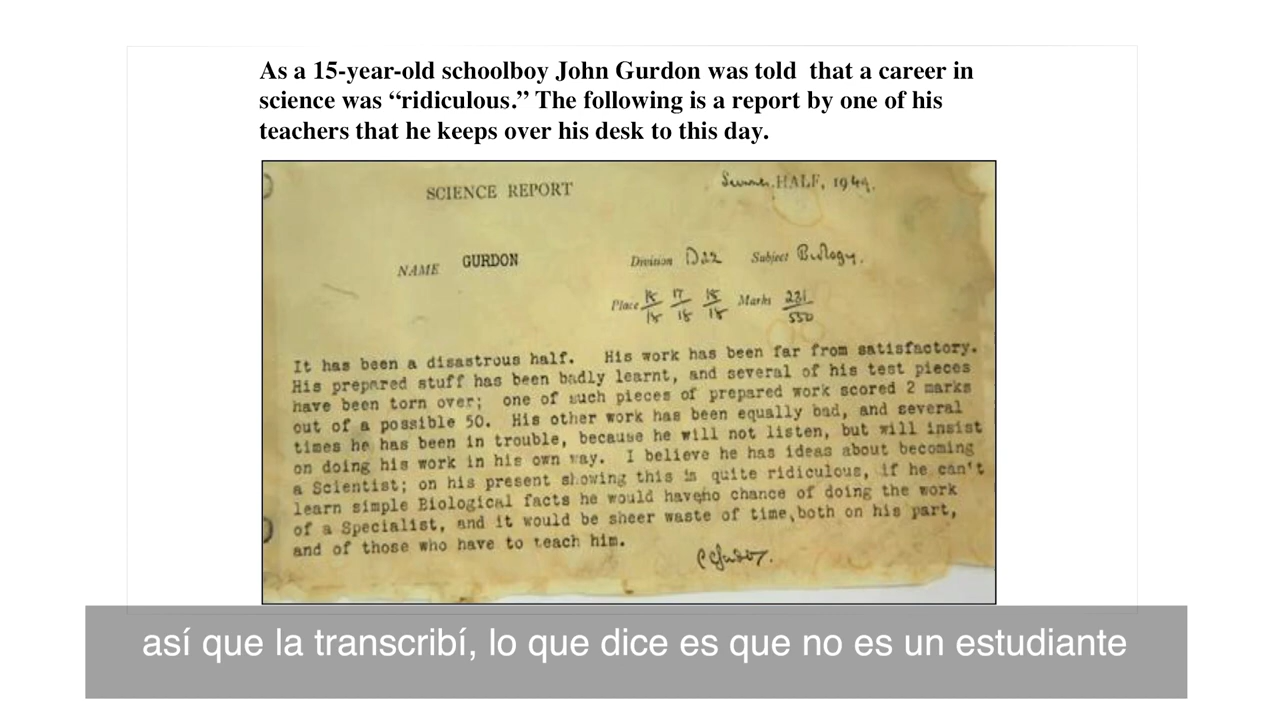 As a 15-year-old schoolboy John Gurdon was told that a career in
science was “ridiculous.” The following is a report by one of his
teachers that he keeps over his desk to this day.
SCIENCE REPORT
Summer HALF, 1949.
NAME GURDON
Division D22 Subject Biology.
Place 18/18 17/18 18/18 Marks 231/550
It has been a disastrous half. His work has been far from satisfactory.
His prepared stuff has been badly learnt, and several of his test pieces
have been torn over; one of such pieces of prepared work scored 2 marks
out of a possible 50. His other work has been equally bad, and several
times he has been in trouble, because he will not listen, but will insist
on doing his work in his own way. I believe he has ideas about becoming
a Scientist; on his present showing this is quite ridiculous, if he can't
learn simple Biological facts he would have no chance of doing the work
of a Specialist, and it would be sheer waste of time, both on his part,
and of those who have to teach him.
así que la transcribí, lo que dice es que no es un estudiante